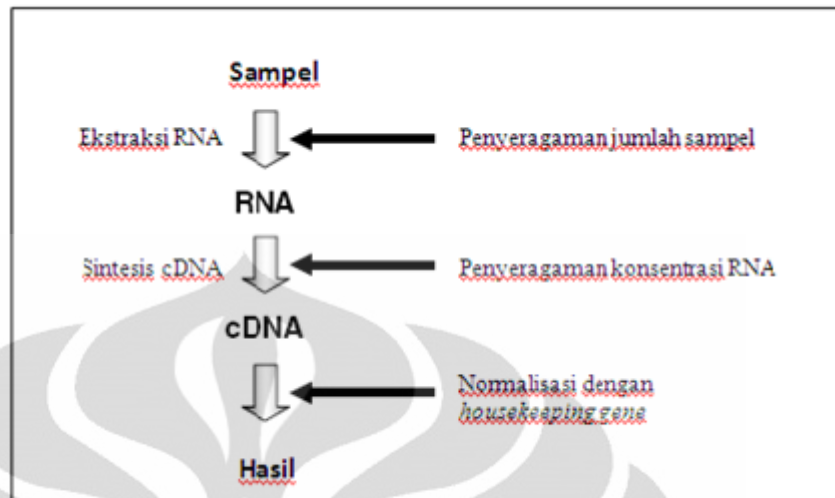 Sampel
Ekstraksi RNA
Penyeragaman jumlah sampel
RNA
Sintesis cDNA
Penyeragaman konsentrasi RNA
cDNA
Normalisasi dengan
housekeeping gene
Hasil